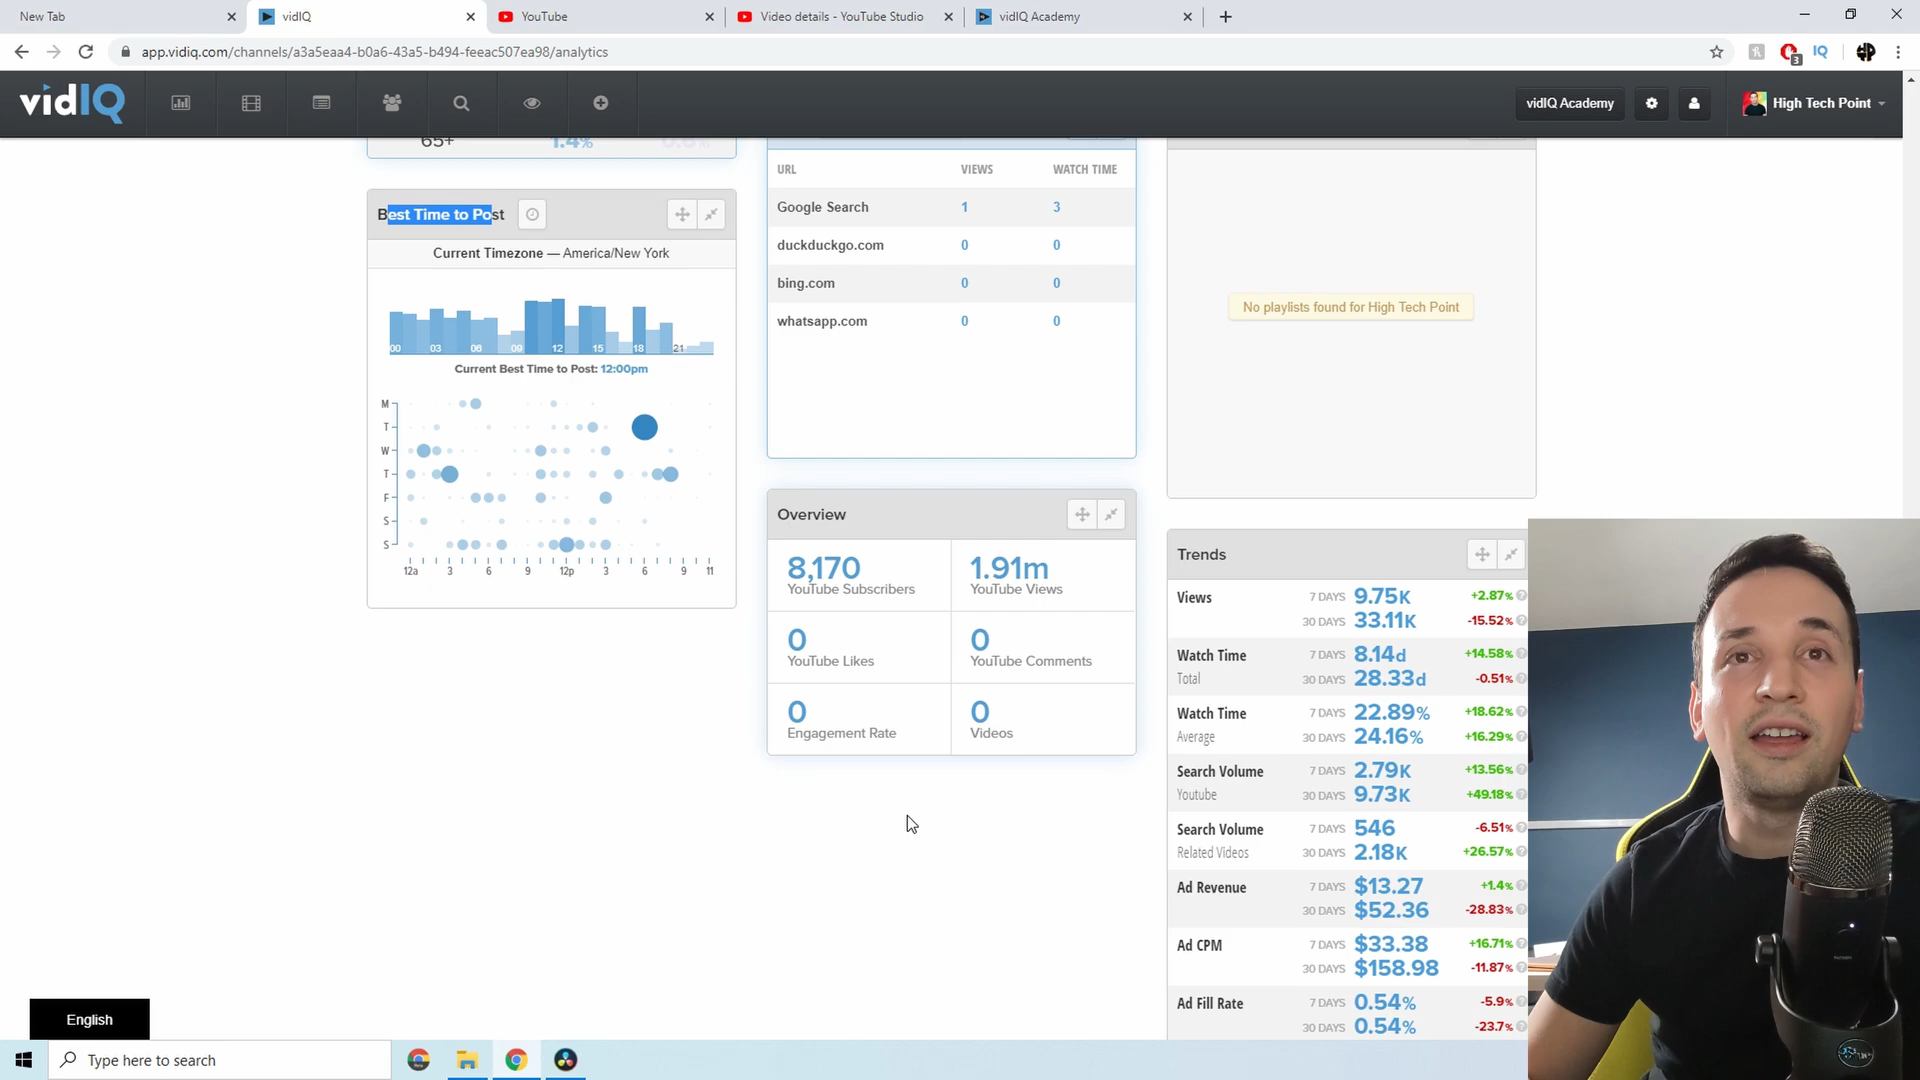 New Tab
vidIQ
YouTube
Video details - YouTube Studio
vidIQ Academy
app.vidiq.com/channels/a3a5eaa4-b0a6-43a5-b494-feeac507ea98/analytics
IQ
3
vidIQ
vidIQ Academy
High Tech Point
65+ 1.4%
Best Time to Post
Current Timezone — America/New York
00 03 06 09 12 15 18 21
Current Best Time to Post: 12:00pm
M
T
W
T
F
S
S
12a 3 6 9 12p 3 6 9 11
URL VIEWS WATCH TIME
Google Search 1 3
duckduckgo.com 0 0
bing.com 0 0
whatsapp.com 0 0
Overview
8,170 1.91m
YouTube Subscribers YouTube Views
0 0
YouTube Likes YouTube Comments
0 0
Engagement Rate Videos
No playlists found for High Tech Point
Trends
Views 7 DAYS 9.75K +2.87%
30 DAYS 33.11K -15.52%
Watch Time 7 DAYS 8.14d +14.58%
Total 30 DAYS 28.33d -0.51%
Watch Time 7 DAYS 22.89% +18.62%
Average 30 DAYS 24.16% +16.29%
Search Volume 7 DAYS 2.79K +13.56%
Youtube 30 DAYS 9.73K +49.18%
Search Volume 7 DAYS 546 -6.51%
Related Videos 30 DAYS 2.18K +26.57%
Ad Revenue 7 DAYS $13.27 +1.4%
30 DAYS $52.36 -28.83%
Ad CPM 7 DAYS $33.38 +16.71%
30 DAYS $158.98 -11.87%
Ad Fill Rate 7 DAYS 0.54% -5.9%
30 DAYS 0.54% -23.7%
English
Type here to search